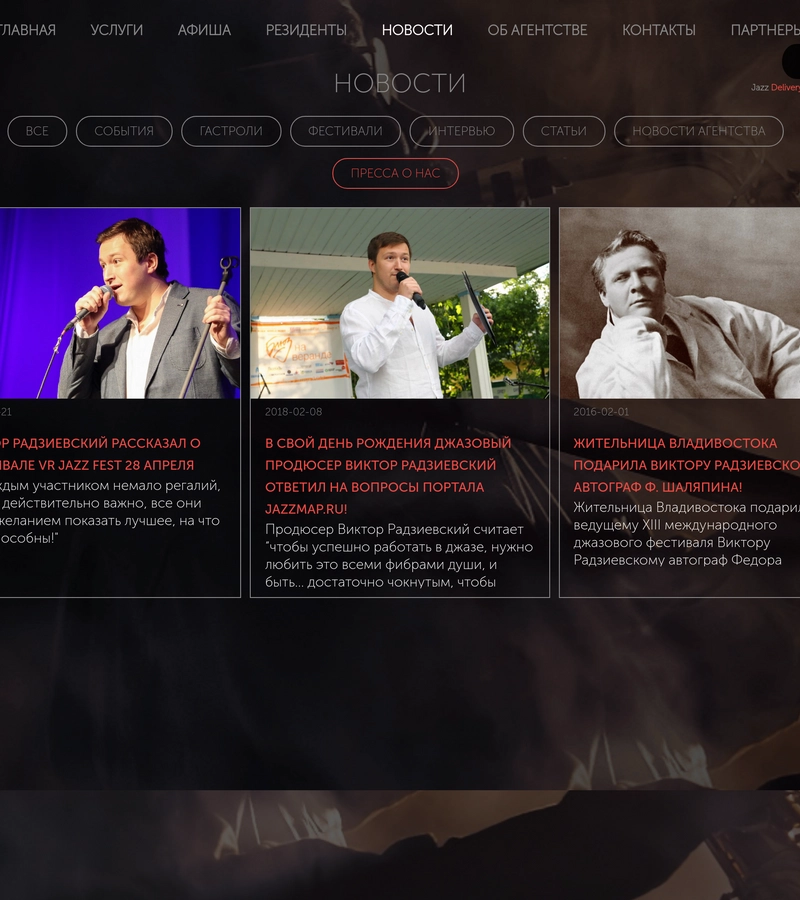 ГЛАВНАЯ УСЛУГИ АФИША РЕЗИДЕНТЫ НОВОСТИ ОБ АГЕНТСТВЕ КОНТАКТЫ ПАРТНЕРЫ
НОВОСТИ
Jazz Delivery
ВСЕ СОБЫТИЯ ГАСТРОЛИ ФЕСТИВАЛИ ИНТЕРВЬЮ СТАТЬИ НОВОСТИ АГЕНТСТВА
ПРЕССА О НАС
-21
ОР РАДЗИЕВСКИЙ РАССКАЗАЛ О
ИВАЛЕ VR JAZZ FEST 28 АПРЕЛЯ
ждым участником немало регалий,
действительно важно, все они
желанием показать лучшее, на что
особны!"
2018-02-08
В СВОЙ ДЕНЬ РОЖДЕНИЯ ДЖАЗОВЫЙ
ПРОДЮСЕР ВИКТОР РАДЗИЕВСКИЙ
ОТВЕТИЛ НА ВОПРОСЫ ПОРТАЛА
JAZZMAP.RU!
Продюсер Виктор Радзиевский считает
"чтобы успешно работать в джазе, нужно
любить это всеми фибрами души, и
быть... достаточно чокнутым, чтобы
2016-02-01
ЖИТЕЛЬНИЦА ВЛАДИВОСТОКА
ПОДАРИЛА ВИКТОРУ РАДЗИЕВСКО
АВТОГРАФ Ф. ШАЛЯПИНА!
Жительница Владивостока подарил
ведущему XIII международного
джазового фестиваля Виктору
Радзиевскому автограф Федора